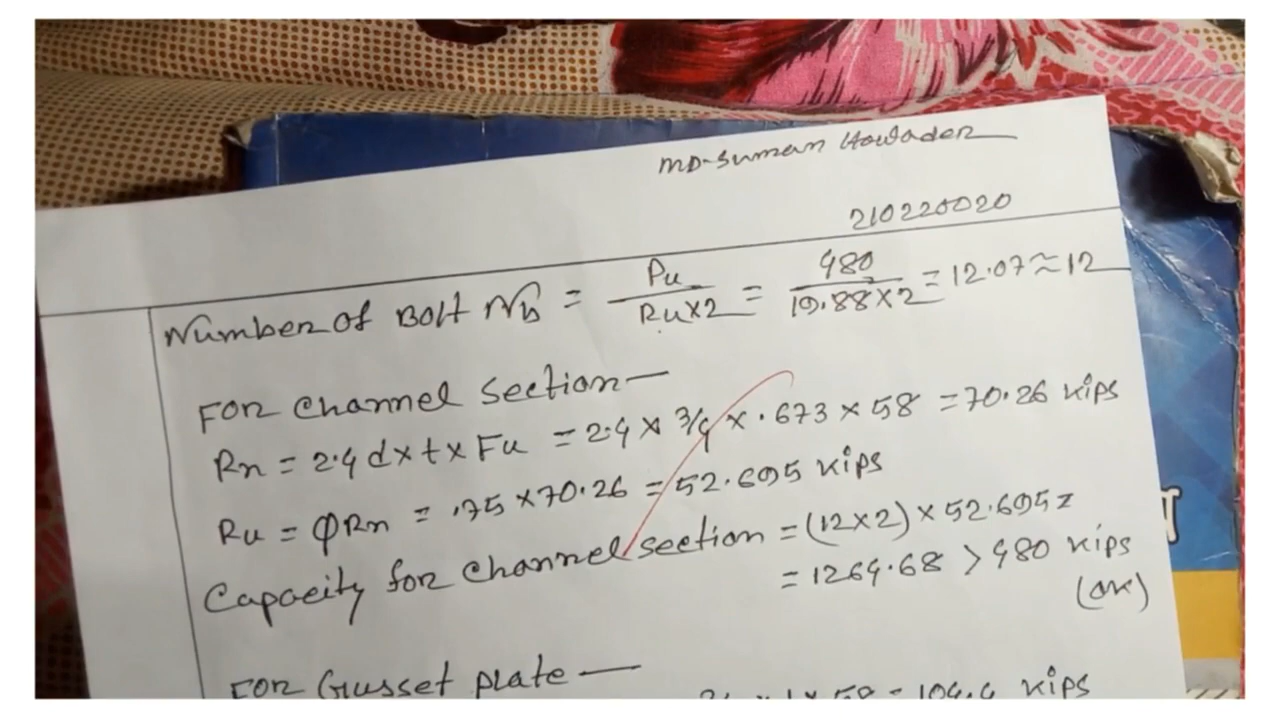 MD-Suman Howlader
210220020
Number of Bolt Nb = Pu / Ru×2 = 480 / 19.88×2 = 12.07 ≈ 12
For channel section—
Rn = 2.4 d×t×Fu = 2.4 × 3/4 × .673 × 58 = 70.26 kips
Ru = φRn = .75 ×70.26 = 52.695 kips
Capacity for channel section = (12×2) × 52.695 =
= 1264.68 > 480 kips
(ok)
For Gusset plate —
× 1 × 58 = 104.4 kips